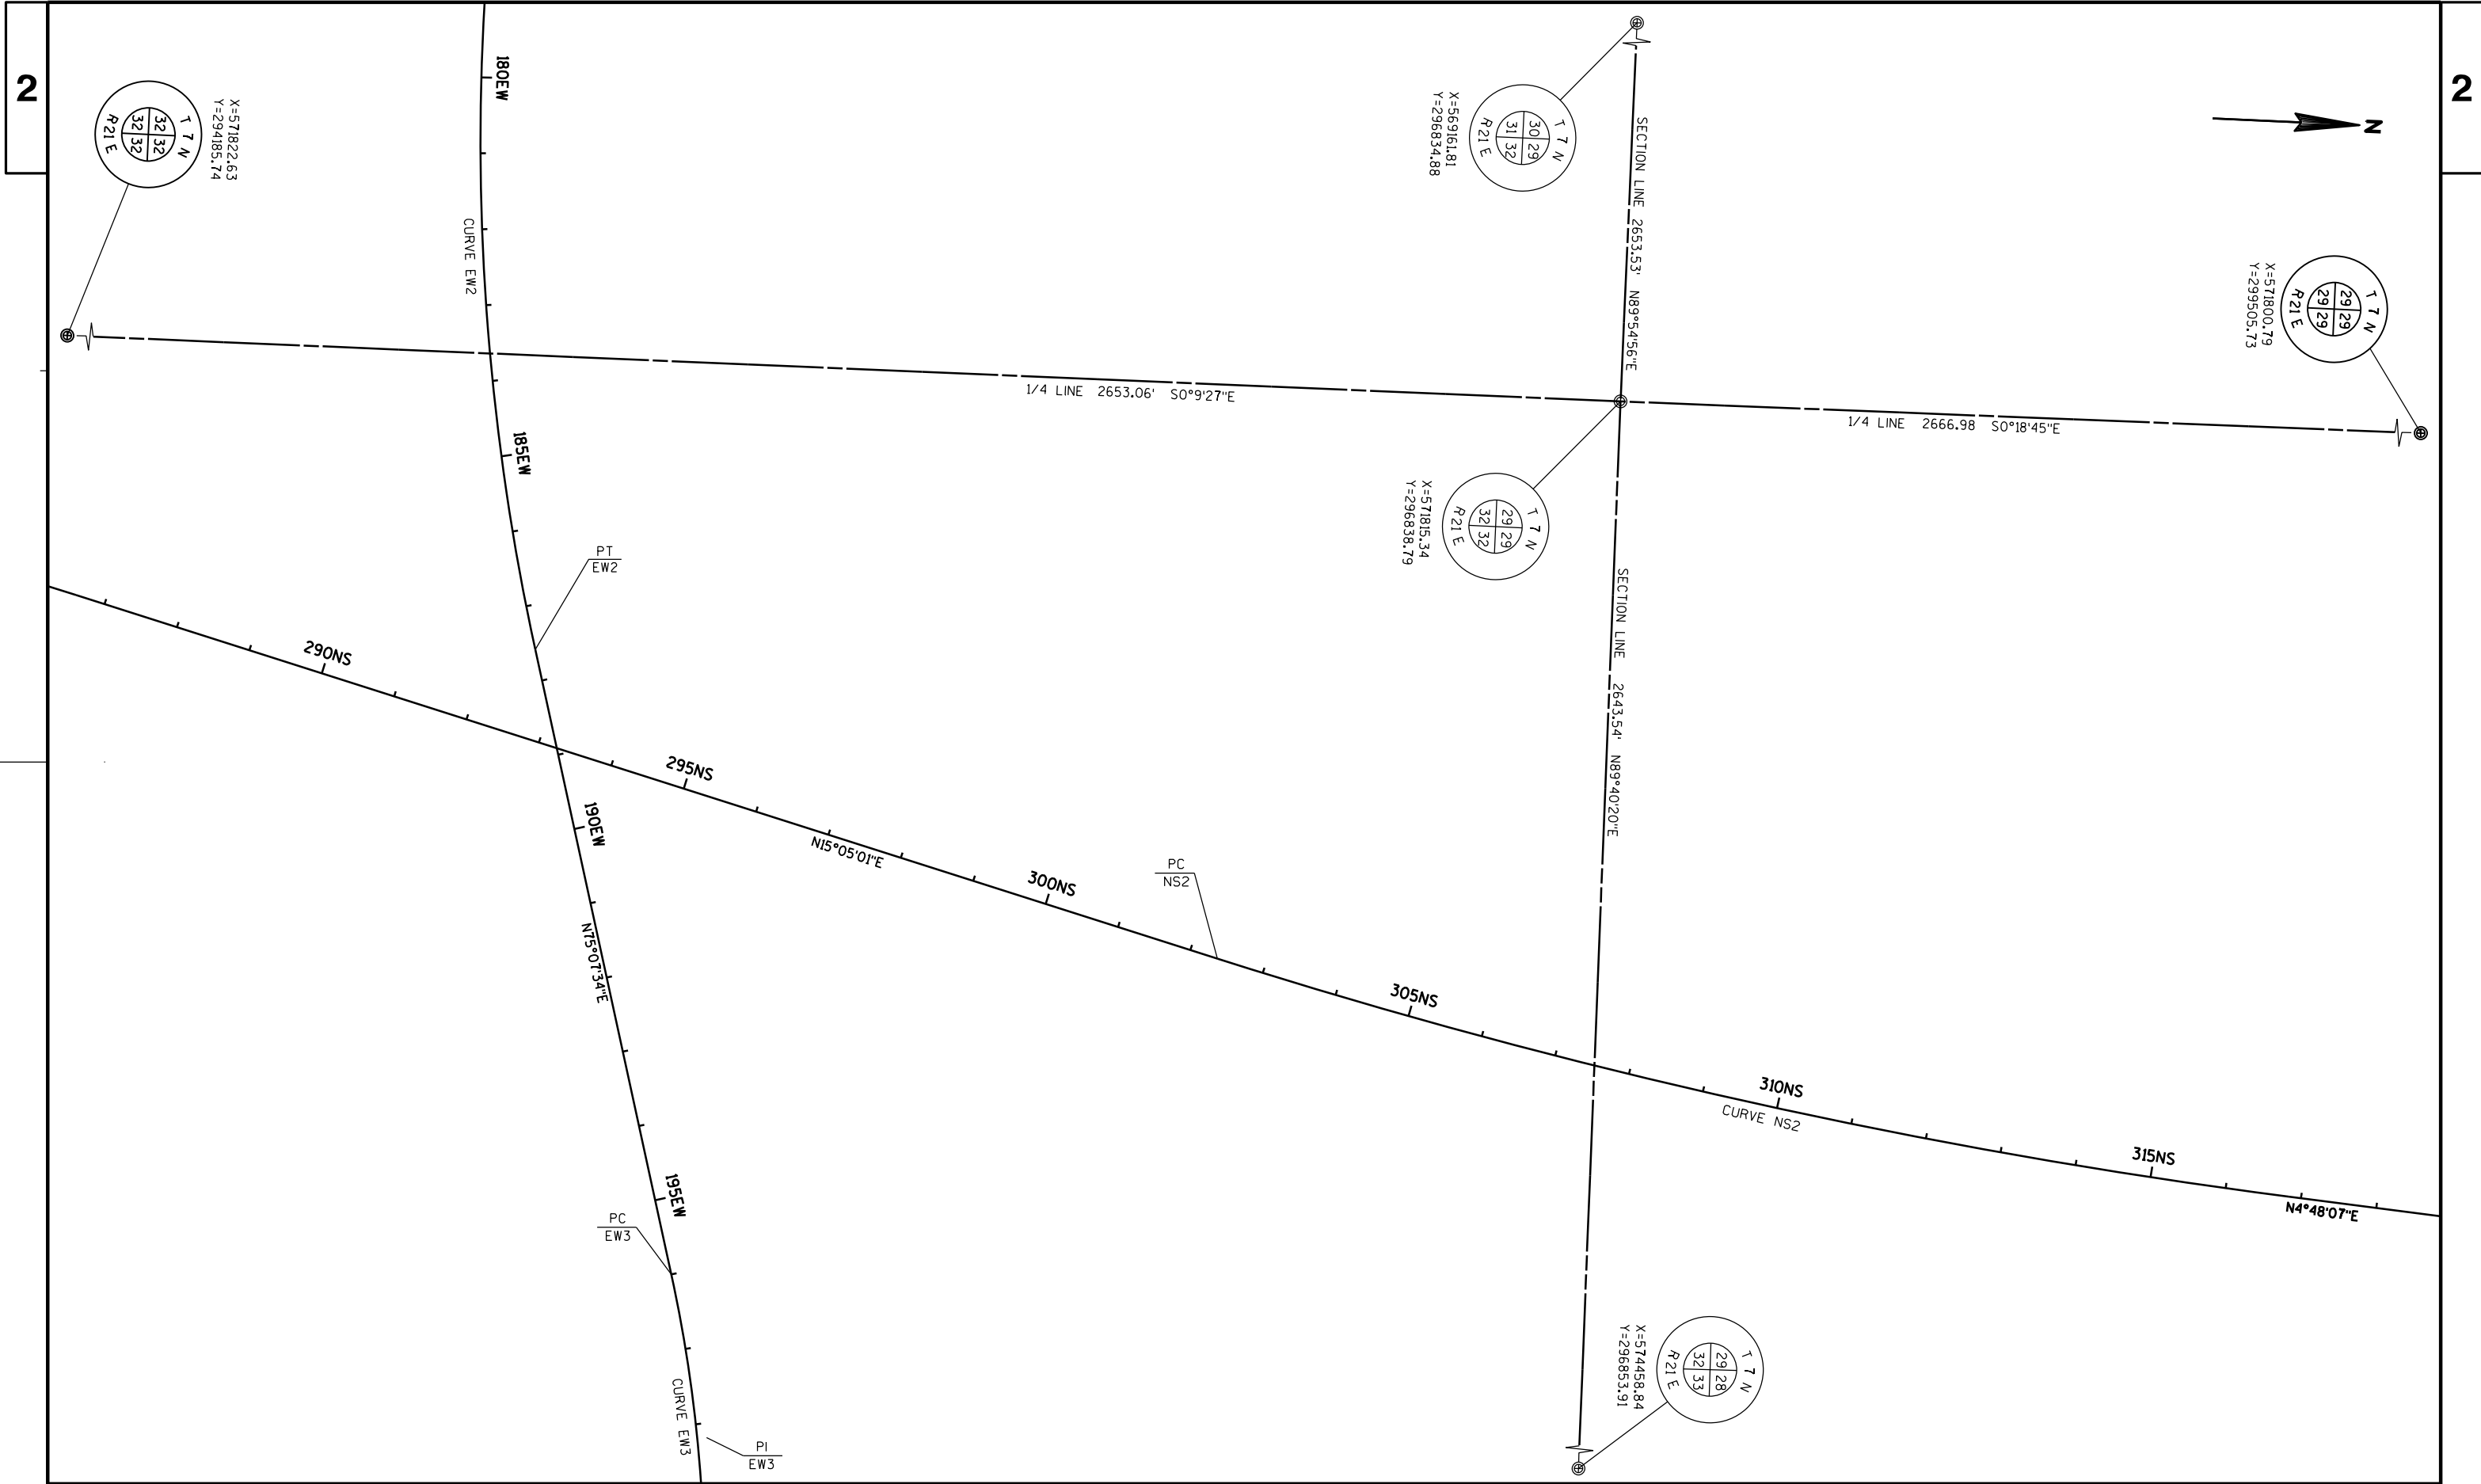 2
2
N
180EW
CURVE EW2
185EW
PT
EW2
190EW
N75°07'34"E
195EW
PC
EW3
CURVE EW3
PI
EW3
290NS
295NS
N15°05'01"E
300NS
PC
NS2
305NS
310NS
CURVE NS2
315NS
N4°48'07"E
X=571822.63
Y=294185.74
T 7 N
32 32
32 32
R 21 E
X=569161.81
Y=296834.88
T 7 N
30 29
31 32
R 21 E
SECTION LINE 2653.53' N89°54'56"E
X=571800.79
Y=299505.73
T 7 N
29 29
29 29
R 21 E
1/4 LINE 2653.06' S0°9'27"E
1/4 LINE 2666.98 S0°18'45"E
X=571815.34
Y=296838.79
T 7 N
29 29
32 32
R 21 E
SECTION LINE 2643.54' N89°40'20"E
X=574458.84
Y=296853.91
T 7 N
29 28
32 33
R 21 E